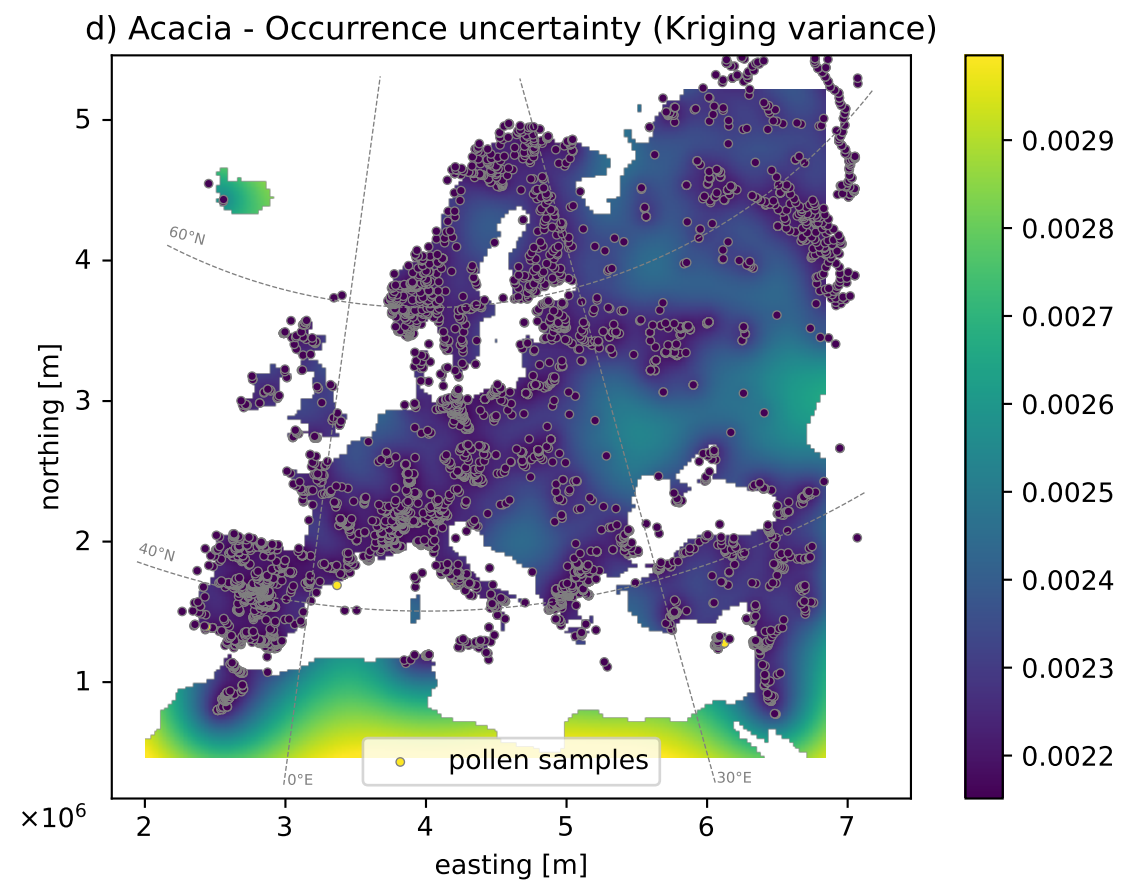 d) Acacia - Occurrence uncertainty (Kriging variance)
5
4
3
2
1
northing [m]
×10⁶
2 3 4 5 6 7
easting [m]
60°N
40°N
0°E
30°E
pollen samples
0.0029
0.0028
0.0027
0.0026
0.0025
0.0024
0.0023
0.0022